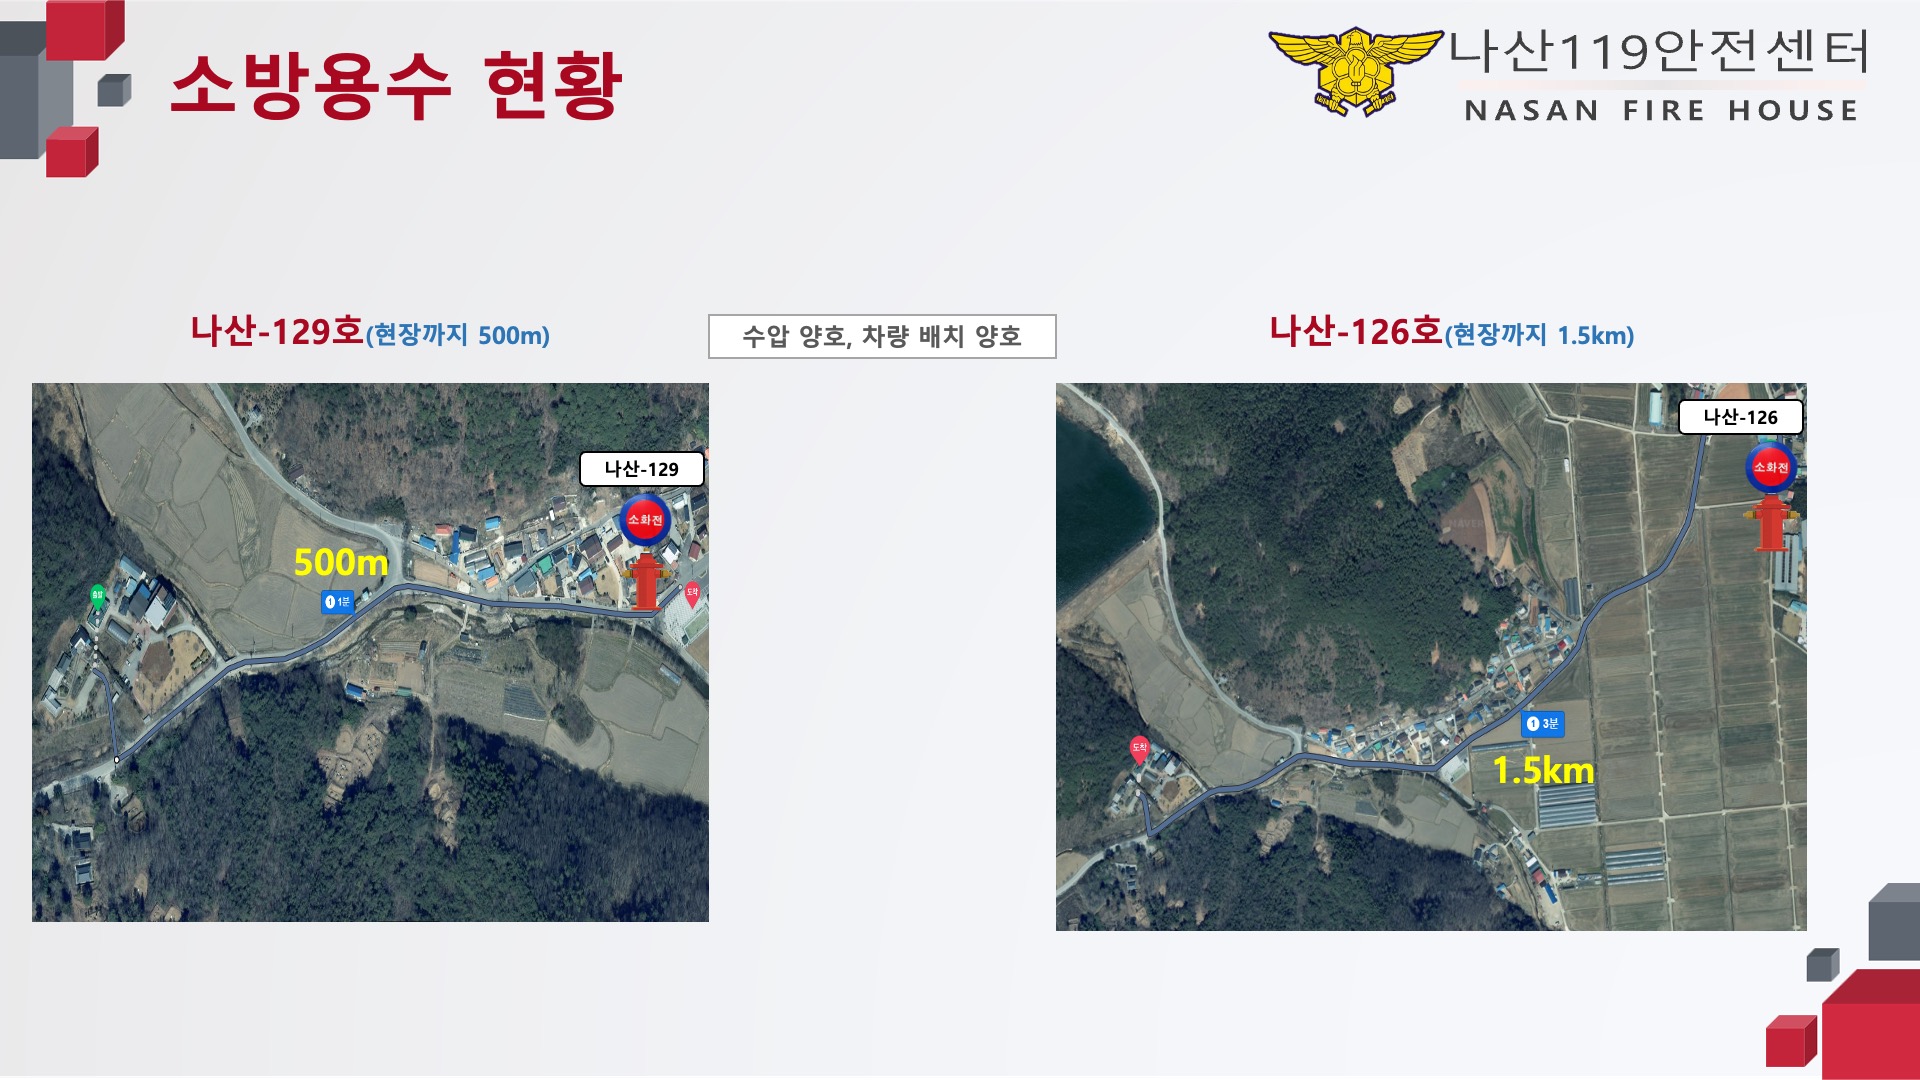 소방용수 현황
나산119안전센터
NASAN FIRE HOUSE
나산-129호(현장까지 500m)
수압 양호, 차량 배치 양호
나산-126호(현장까지 1.5km)
나산-129
소화전
500m
1 1분
출발
도착
나산-126
소화전
NAVER
도착
1 3분
1.5km